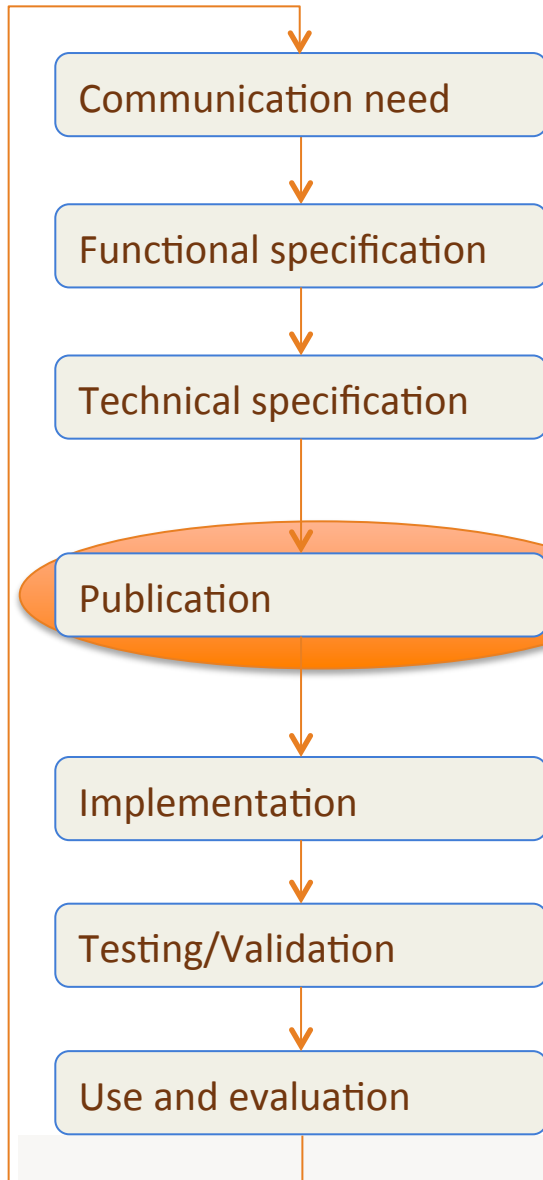 Communication need
Functional specification
Technical specification
Publication
Implementation
Testing/Validation
Use and evaluation